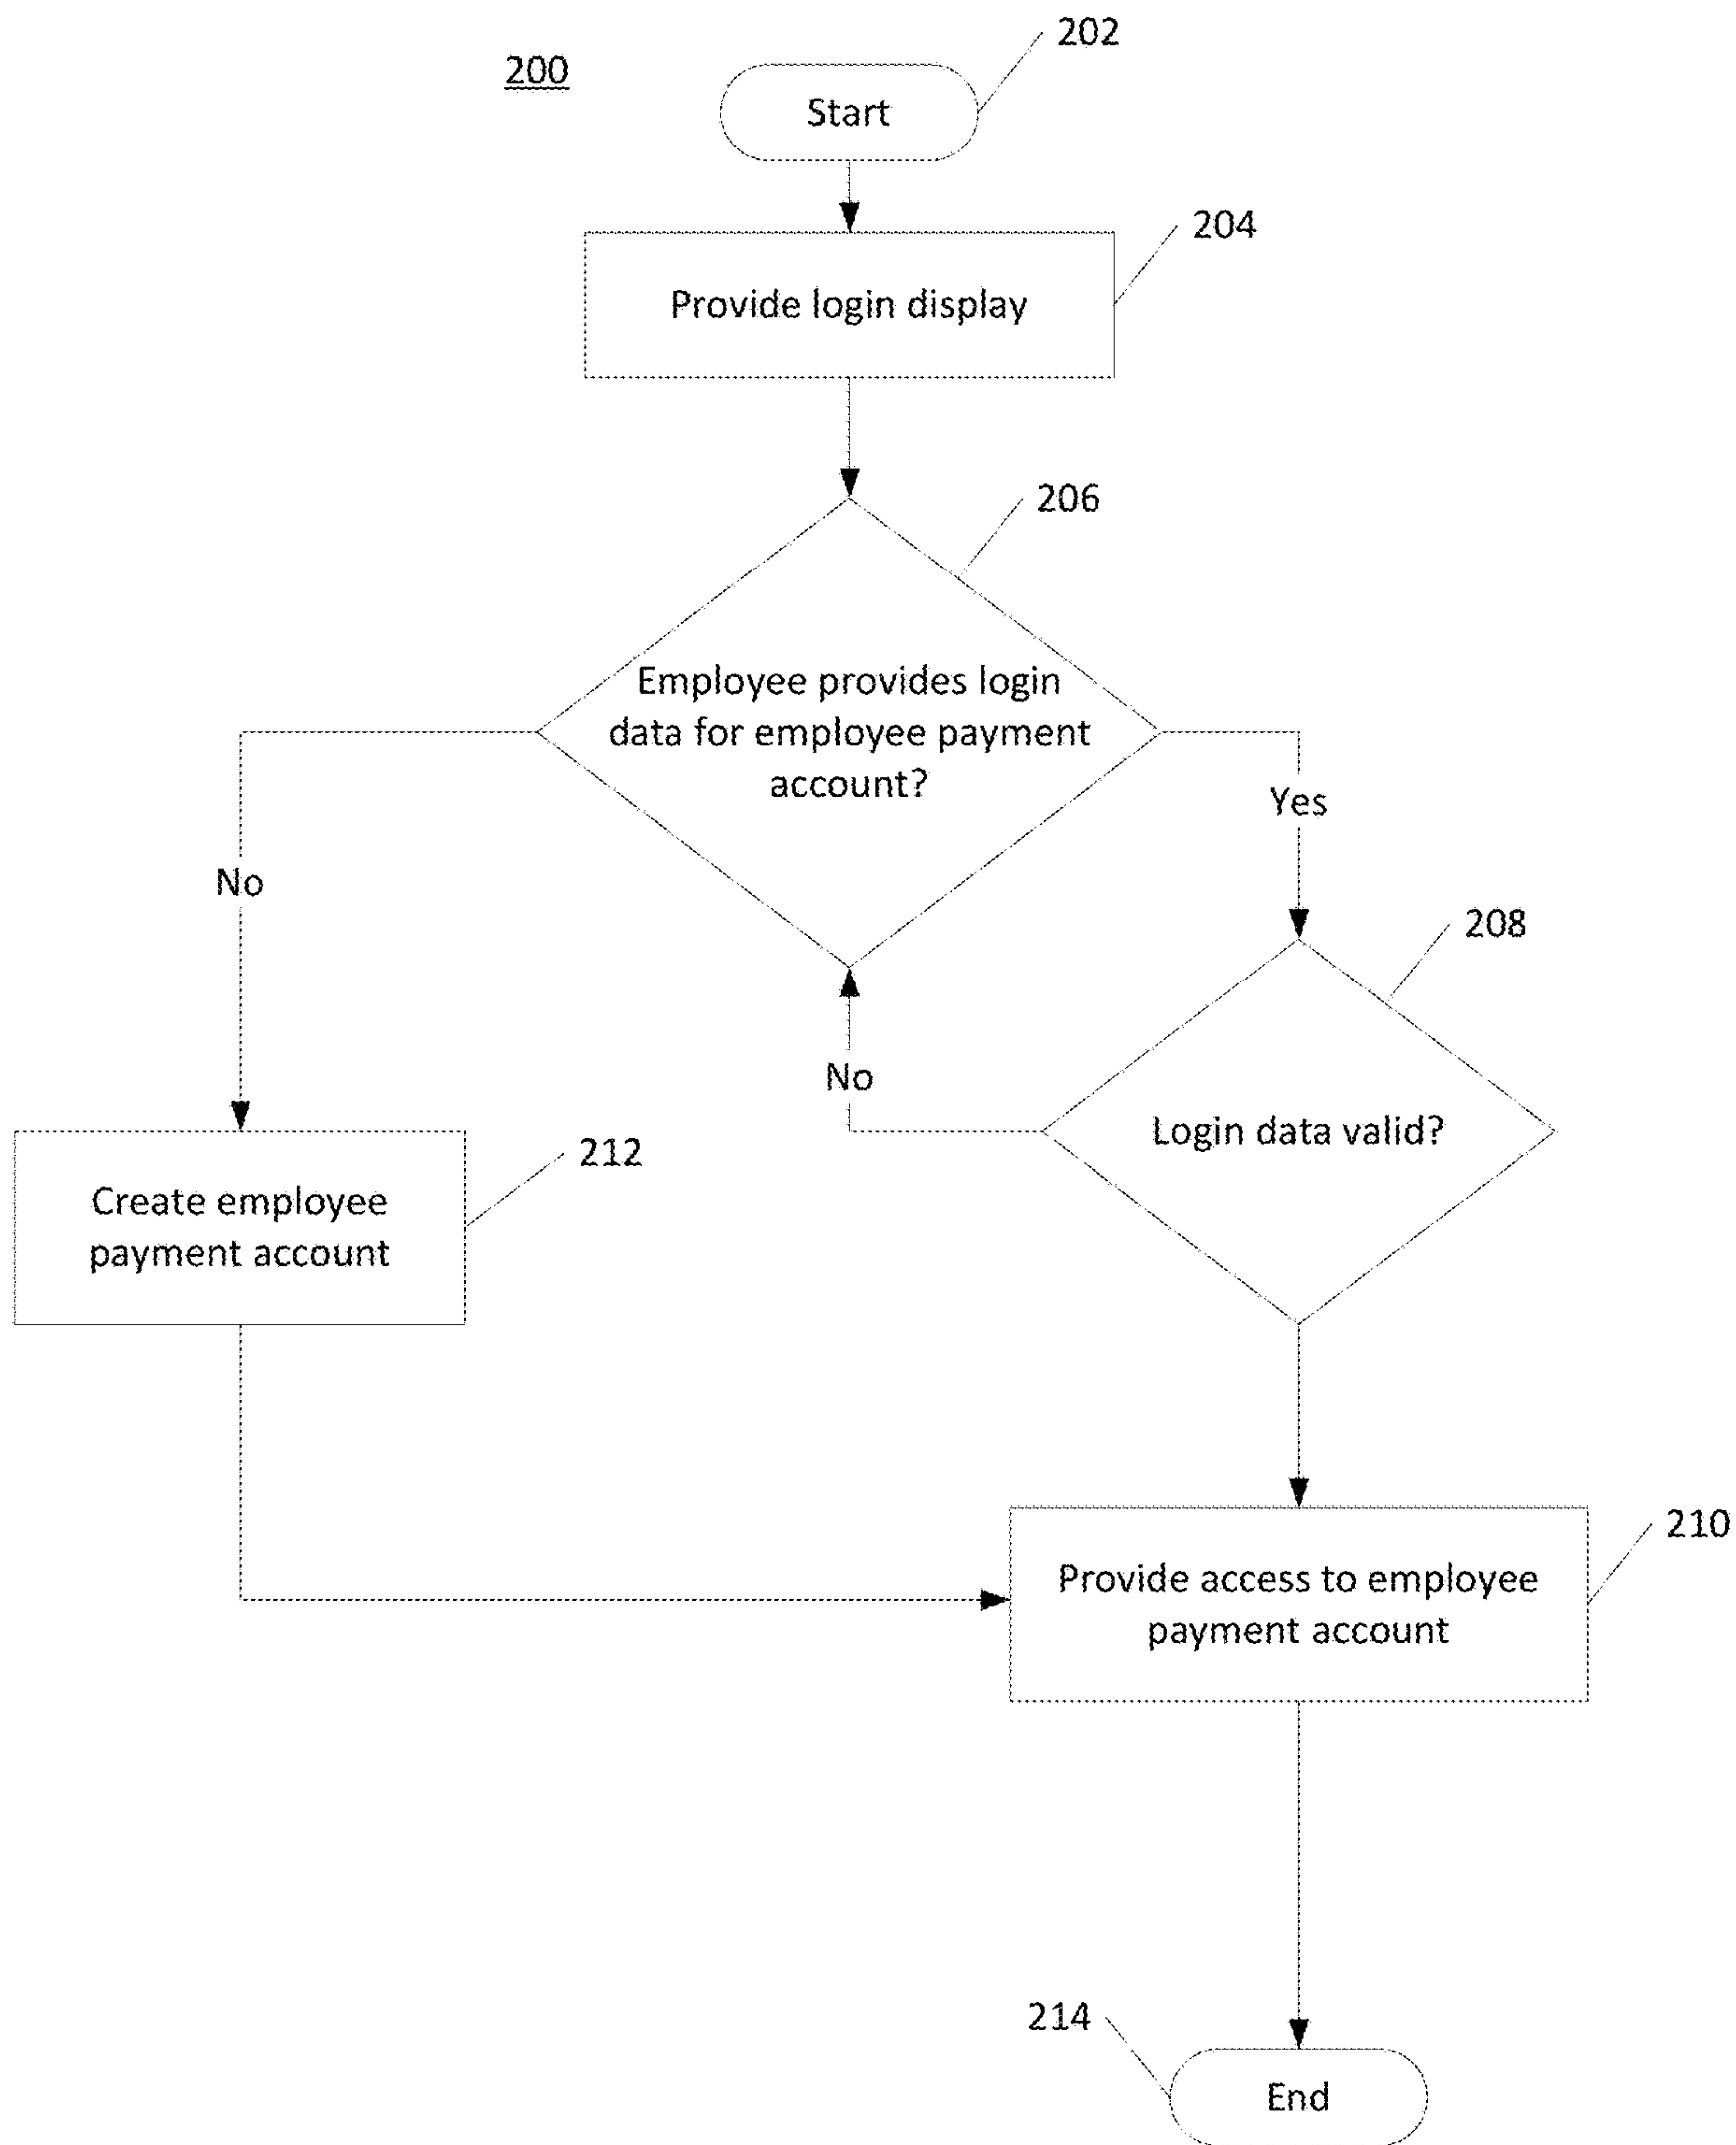 200
202
Start
204
Provide login display
206
Employee provides login
data for employee payment
account?
Yes
No
208
No
Login data valid?
212
Create employee
payment account
210
Provide access to employee
payment account
214
End